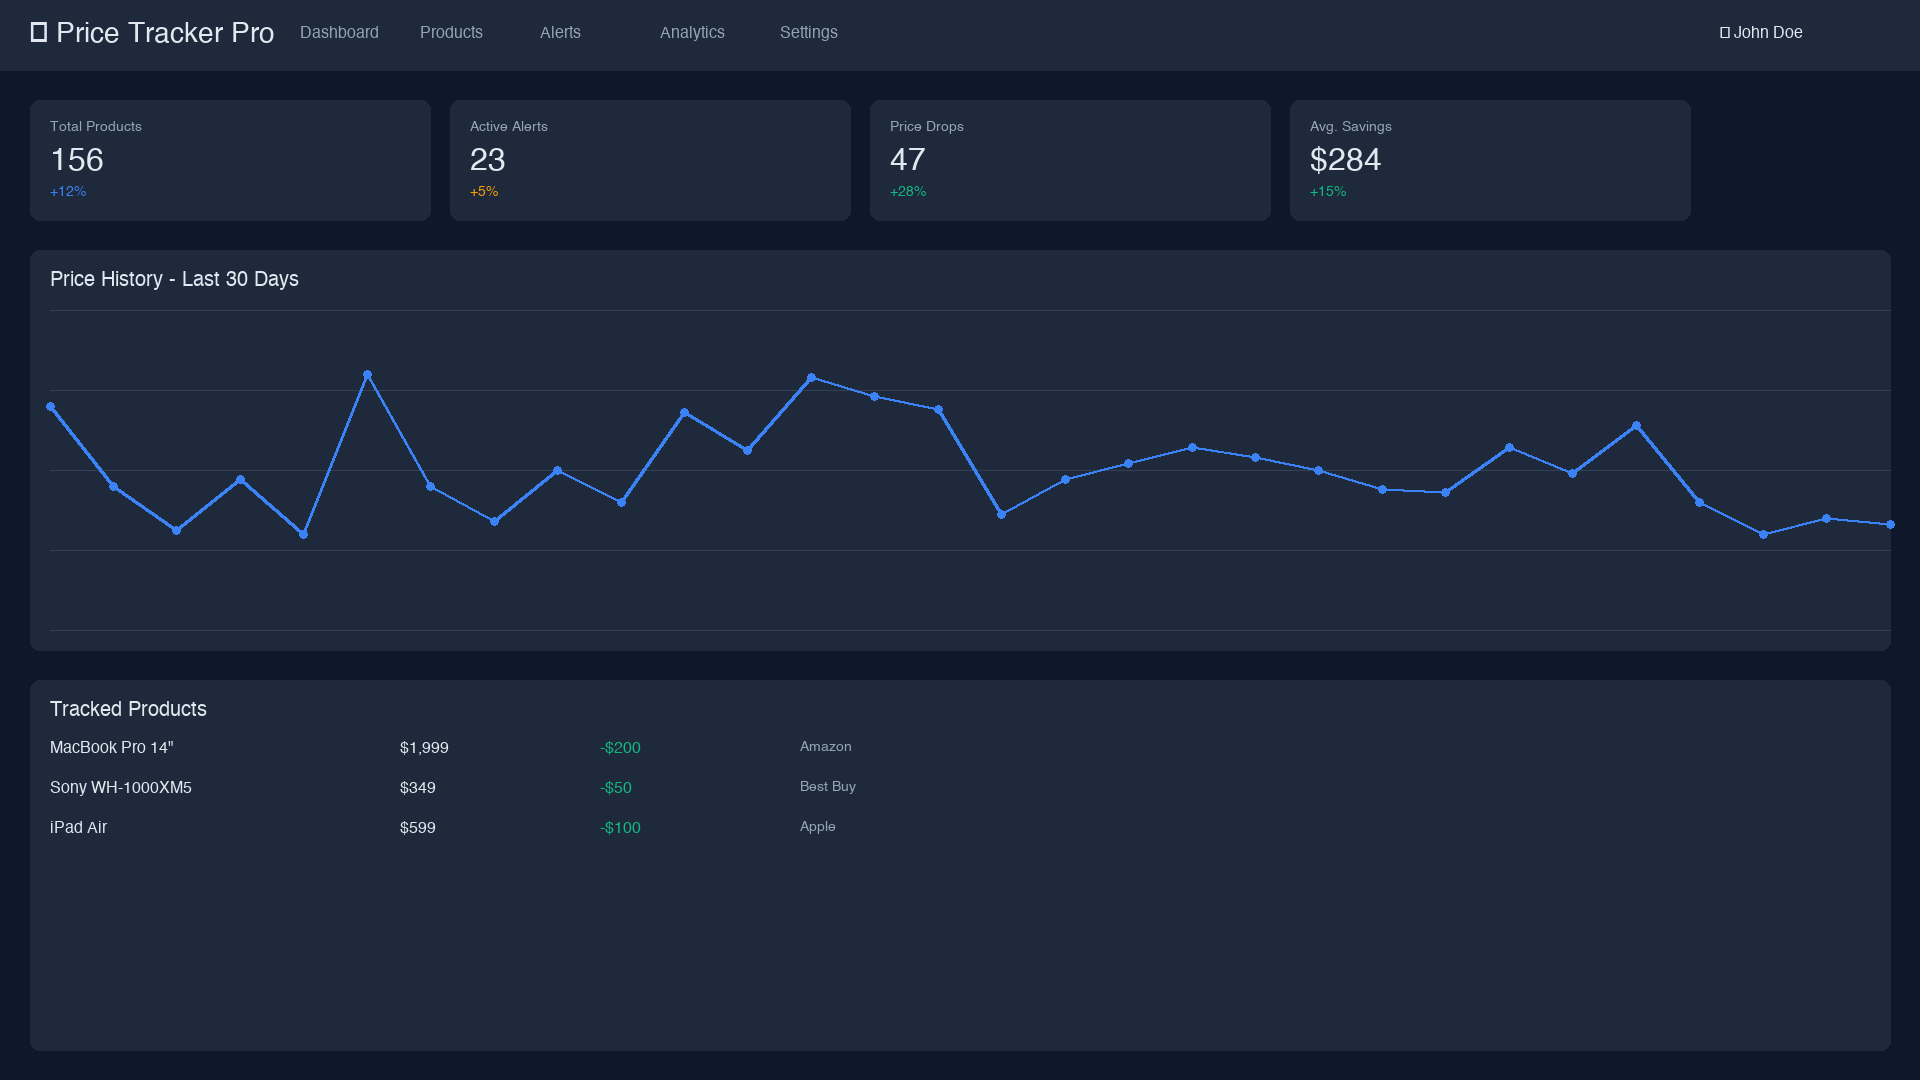 Price Tracker Pro Dashboard Products Alerts Analytics Settings John Doe
Total Products Active Alerts Price Drops Avg. Savings
156 23 47 $284
+12% +5% +28% +15%
Price History - Last 30 Days
Tracked Products
MacBook Pro 14" $1,999 -$200 Amazon
Sony WH-1000XM5 $349 -$50 Best Buy
iPad Air $599 -$100 Apple